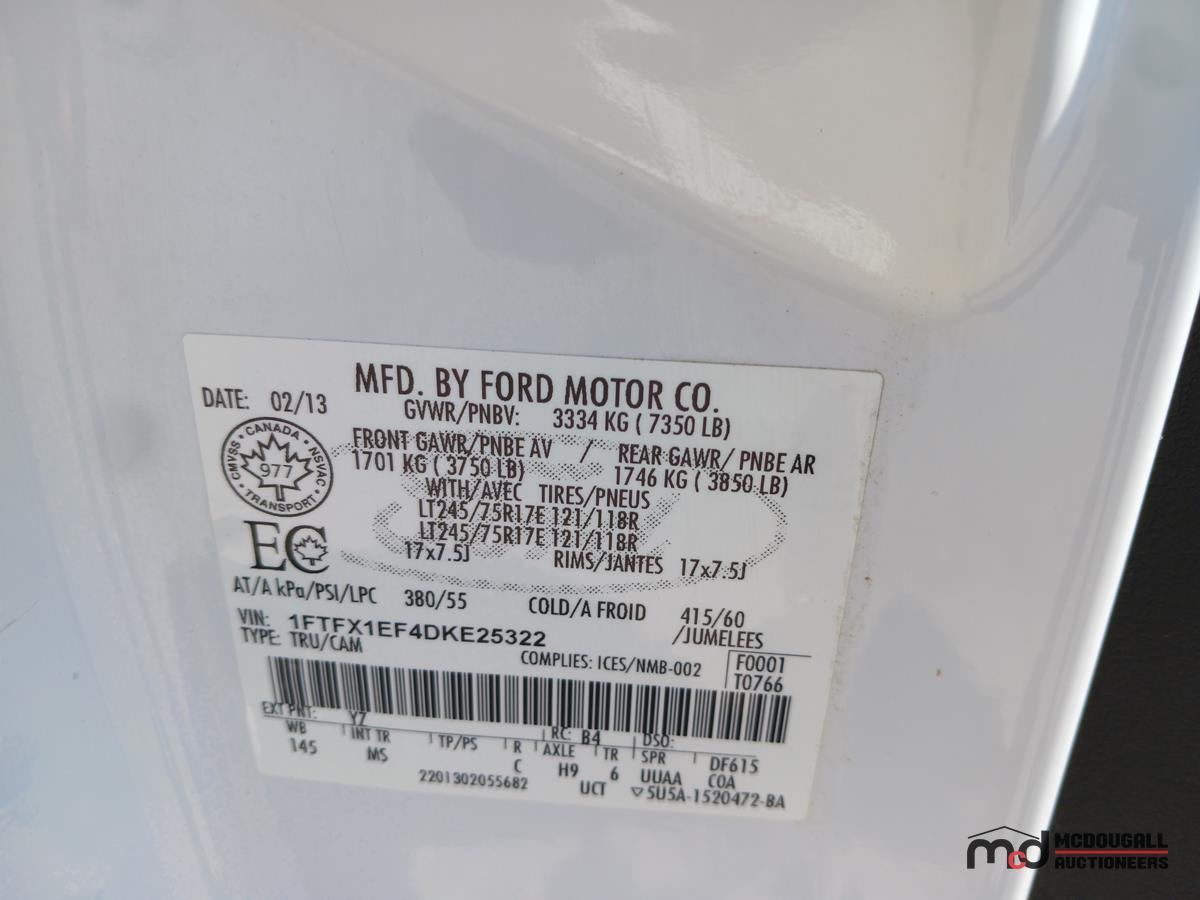 MFD. BY FORD MOTOR CO.
DATE: 02/13
GVWR/PNBV: 3334 KG ( 7350 LB)
FRONT GAWR/PNBE AV / REAR GAWR/ PNBE AR
1701 KG ( 3750 LB) 1746 KG ( 3850 LB)
WITH/AVEC TIRES/PNEUS
LT245/75R17E 121/118R
LT245/75R17E 121/118R
17x7.5J RIMS/JANTES 17x7.5J
CANADA
CMVSS 977 NSVAC
TRANSPORT
EC
AT/A kPa/PSI/LPC 380/55 COLD/A FROID 415/60
VIN: 1FTFX1EF4DKE25322 /JUMELEES
TYPE: TRU/CAM
COMPLIES: ICES/NMB-002 F0001
T0766
EXT PNT: Y7 RC: B4 DSO:
WB INT TR TP/PS R AXLE TR SPR DF615
145 MS C H9 6 UUAA COA
2201302055682 UCT ▽5U5A-1520472-BA
mcd MCDOUGALL
AUCTIONEERS